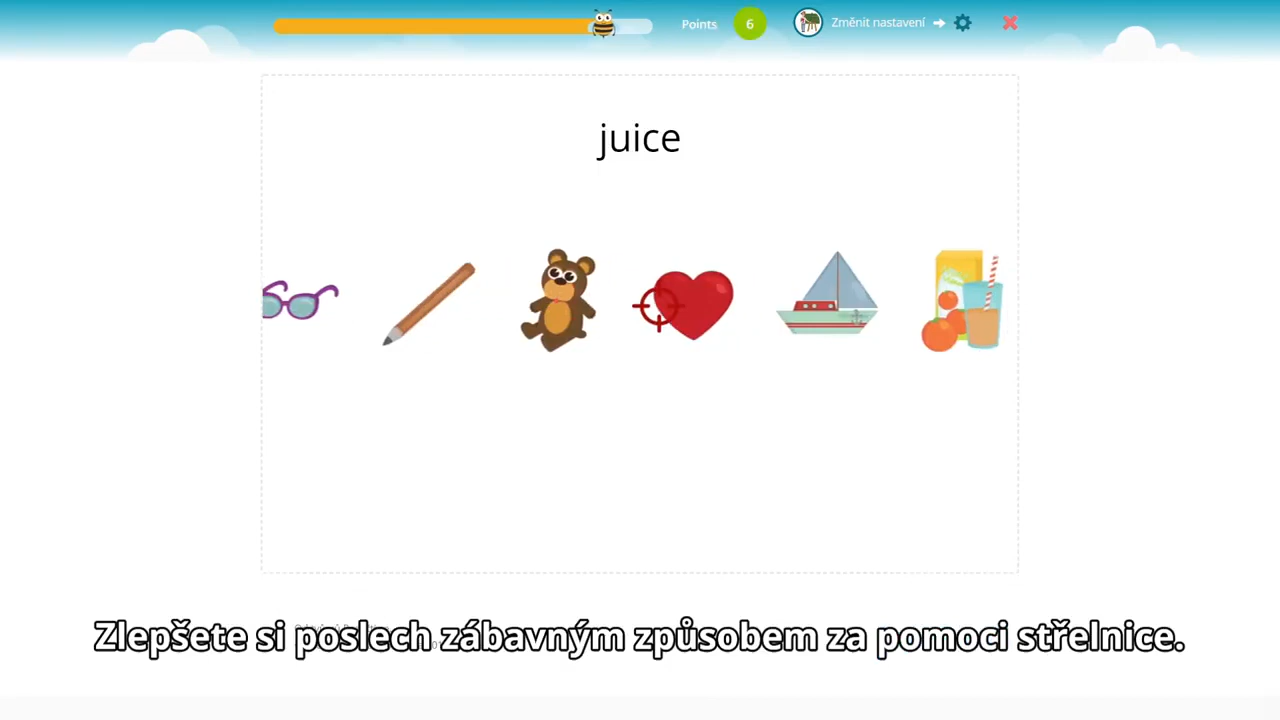 Points 6 Změnit nastavení
juice
Zlepšete si poslech zábavným způsobem za pomoci střelnice.